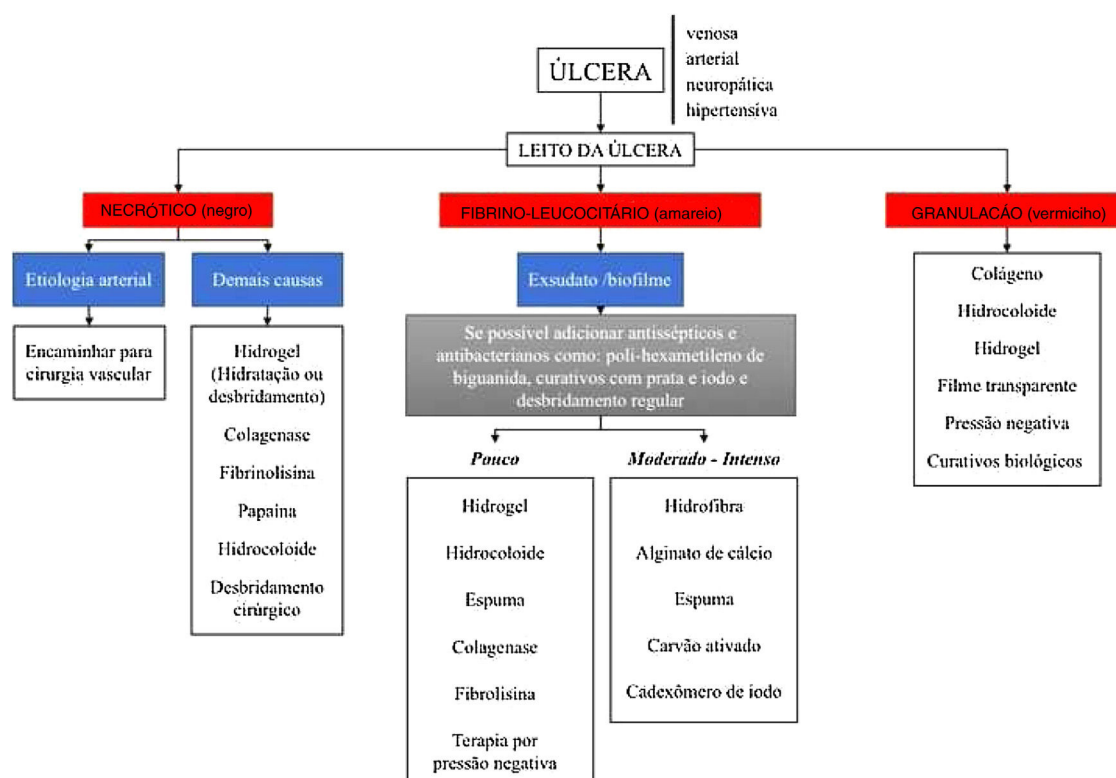 ÚLCERA
venosa
arterial
neuropática
hipertensiva
LEITO DA ÚLCERA
NECRÓTICO (negro)
FIBRINO-LEUCOCITÁRIO (amareio)
GRANULACÁO (vermiciho)
Etiologia arterial
Demais causas
Exsudato /biofilme
Encaminhar para
cirurgia vascular
Hidrogel
(Hidratação ou
desbridamento)
Colagenase
Fibrinolisina
Papaina
Hidrocoloide
Desbridamento
cirúrgico
Se possível adicionar antissépticos e
antibacterianos como: poli-hexametileno de
biguanida, curativos com prata e iodo e
desbridamento regular
Pouco
Moderado - Intenso
Hidrogel
Hidrocoloide
Espuma
Colagenase
Fibrolisina
Terapia por
pressão negativa
Hidrofibra
Alginato de cálcio
Espuma
Carvão ativado
Cadexômero de iodo
Colágeno
Hidrocoloide
Hidrogel
Filme transparente
Pressão negativa
Curativos biológicos